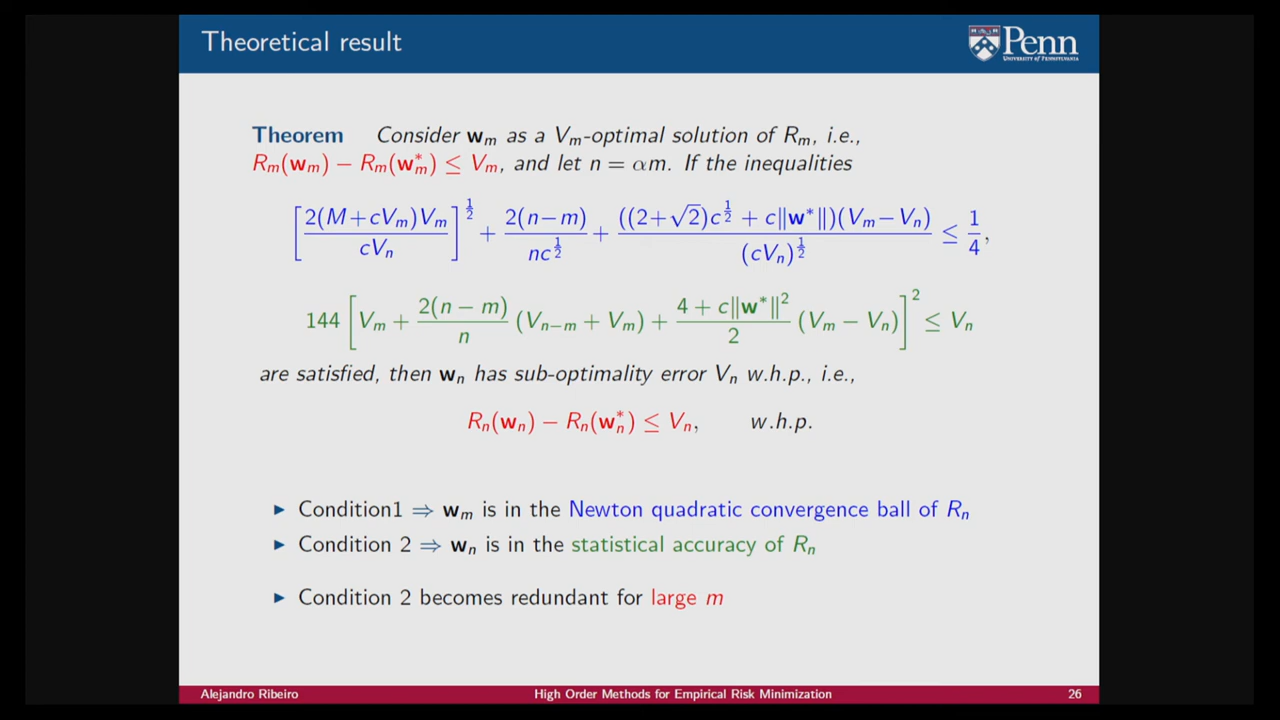 Theoretical result
Penn
UNIVERSITY of PENNSYLVANIA
Theorem Consider w_m as a V_m-optimal solution of R_m, i.e.,
R_m(w_m) − R_m(w_m^*) ≤ V_m, and let n = αm. If the inequalities
[2(M+cV_m)V_m / cV_n]^{1/2} + 2(n−m) / nc^{1/2} + ((2+√2)c^{1/2} + c‖w^*‖)(V_m−V_n) / (cV_n)^{1/2} ≤ 1/4,
144 [V_m + 2(n − m)/n (V_{n−m} + V_m) + (4 + c‖w^*‖^2)/2 (V_m − V_n)]^2 ≤ V_n
are satisfied, then w_n has sub-optimality error V_n w.h.p., i.e.,
R_n(w_n) − R_n(w_n^*) ≤ V_n, w.h.p.
► Condition1 ⇒ w_m is in the Newton quadratic convergence ball of R_n
► Condition 2 ⇒ w_n is in the statistical accuracy of R_n
► Condition 2 becomes redundant for large m
Alejandro Ribeiro High Order Methods for Empirical Risk Minimization 26